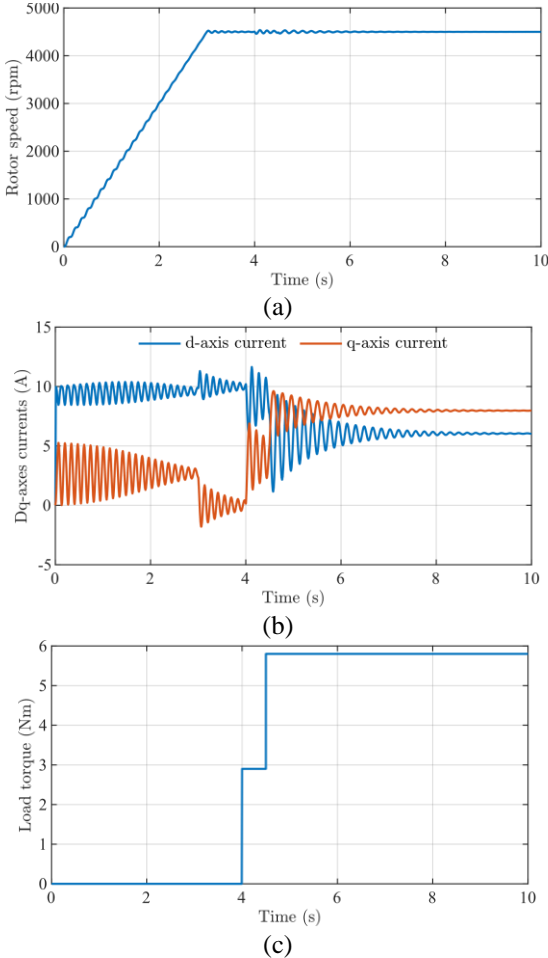 5000
4000
3000
2000
1000
0
Rotor speed (rpm)
0 2 4 6 8 10
Time (s)
(a)
15
10
5
0
-5
Dq-axes currents (A)
d-axis current q-axis current
0 2 4 6 8 10
Time (s)
(b)
6
5
4
3
2
1
0
Load torque (Nm)
0 2 4 6 8 10
Time (s)
(c)